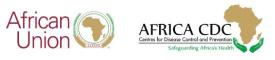 African
Union
AFRICA CDC
Centres for Disease Control and Prevention
Safeguarding Africa's Health